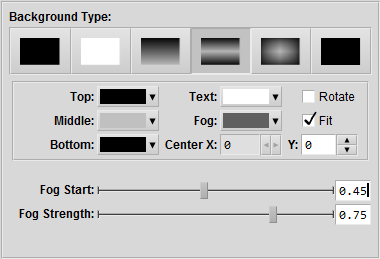 Background Type:
Top: Text: Rotate
Middle: Fog: Fit
Bottom: Center X: 0 Y: 0
Fog Start: 0.45
Fog Strength: 0.75